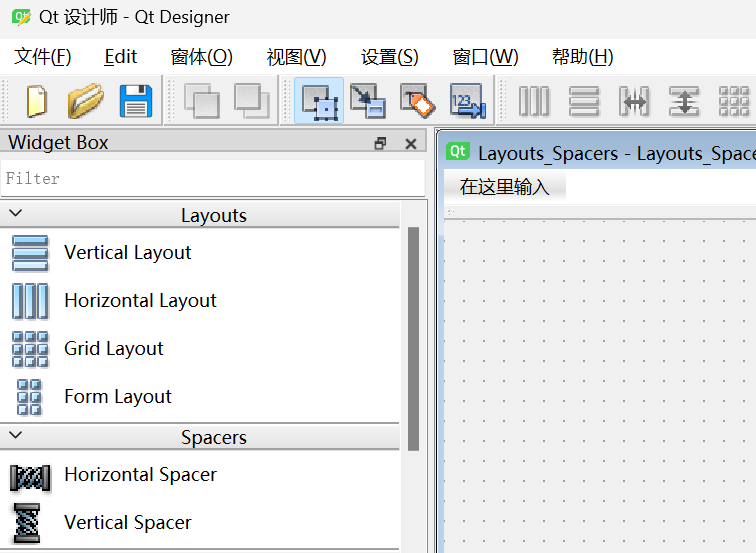 Qt 设计师 - Qt Designer
文件(F) Edit 窗体(O) 视图(V) 设置(S) 窗口(W) 帮助(H)
123
Widget Box
Qt Layouts_Spacers - Layouts_Space
Filter
在这里输入
Layouts
Vertical Layout
Horizontal Layout
Grid Layout
Form Layout
Spacers
Horizontal Spacer
Vertical Spacer